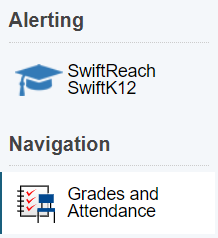 Alerting
SwiftReach
SwiftK12
Navigation
Grades and
Attendance